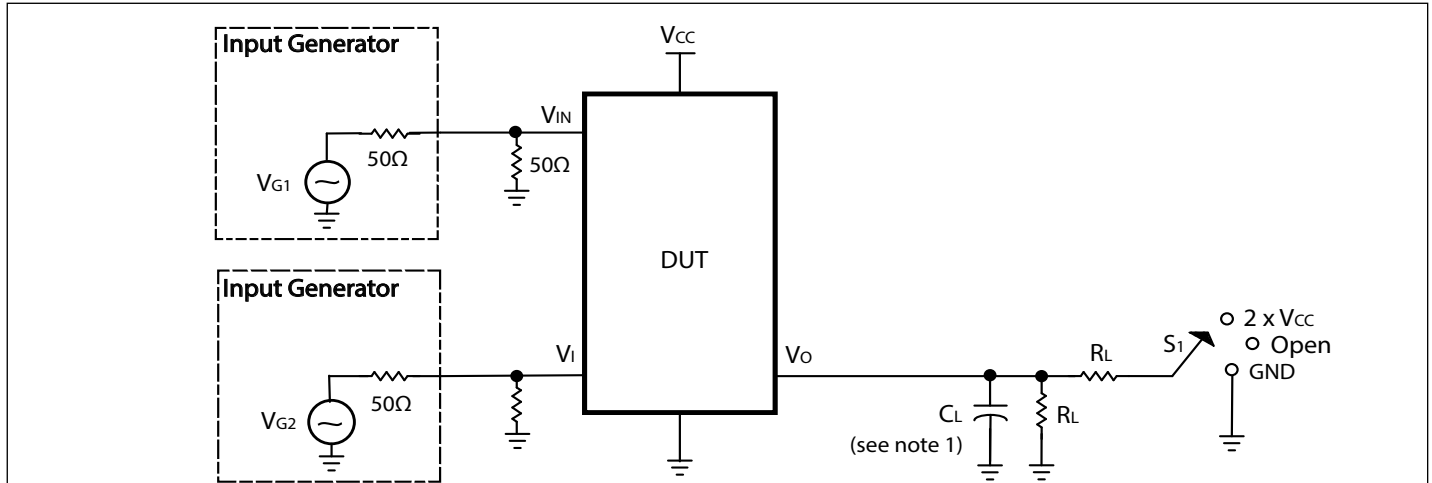 Input Generator
VCC
VIN
50Ω
50Ω
VG1
DUT
Input Generator
VI
VO
50Ω
VG2
CL
(see note 1)
RL
RL
S1
2 x VCC
Open
GND